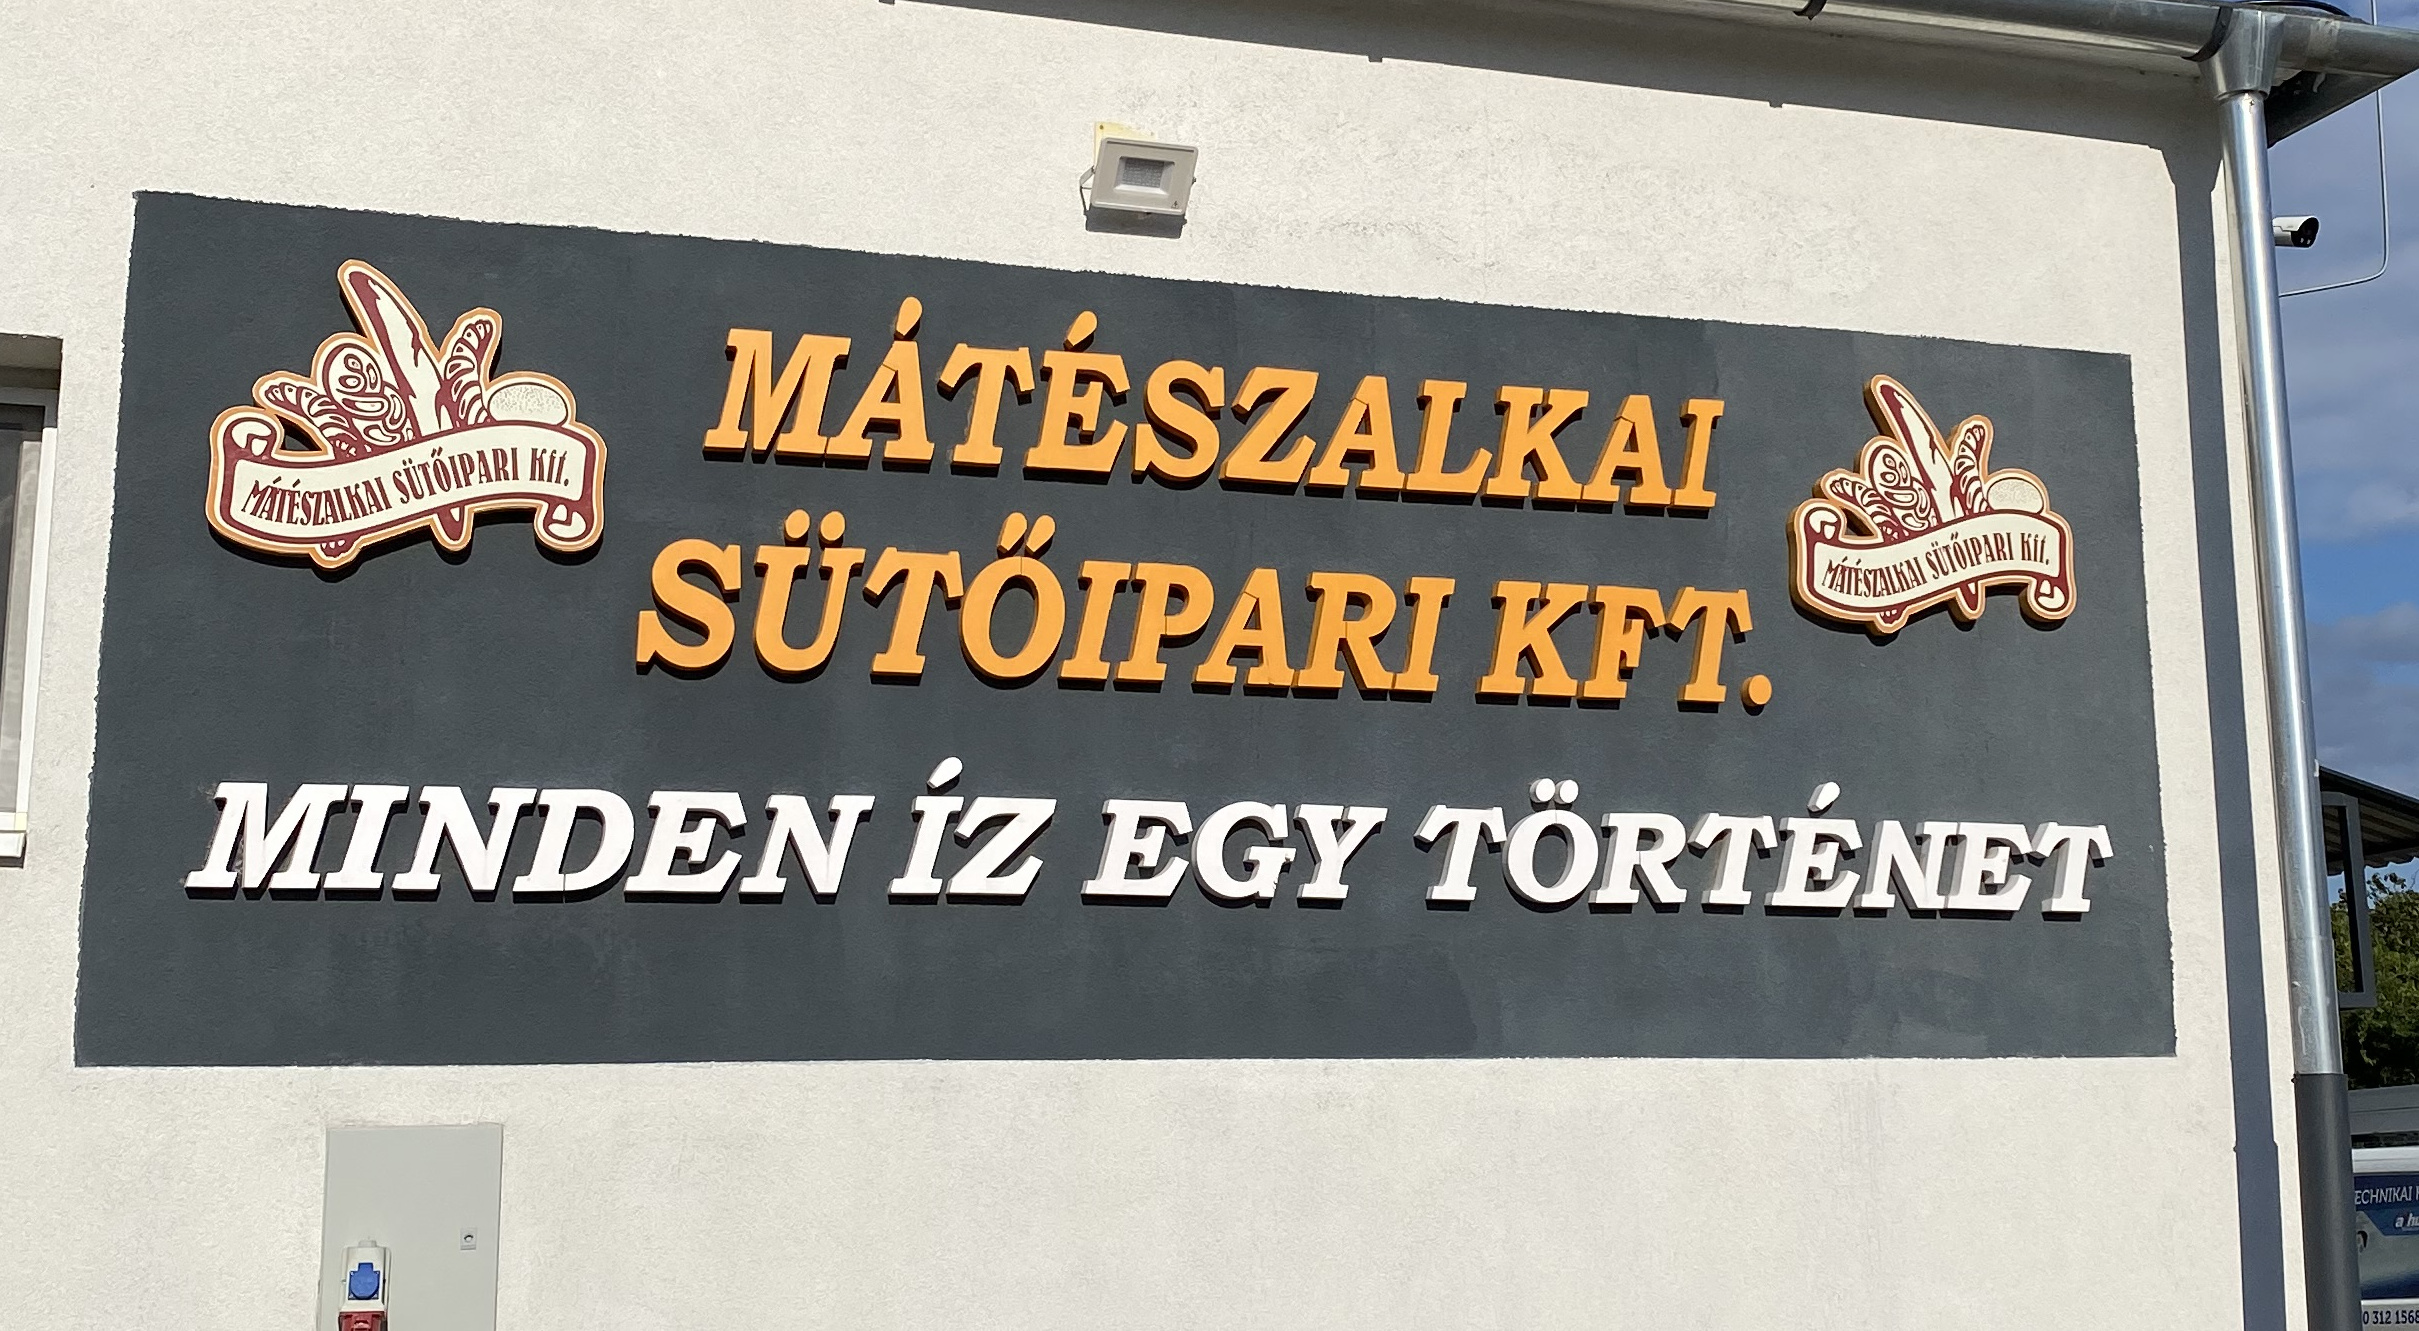 MÁTÉSZALKAI
SÜTŐIPARI KFT.
MINDEN ÍZ EGY TÖRTÉNET
MÁTÉSZALKAI SÜTŐIPARI Kft.
MÁTÉSZALKAI SÜTŐIPARI Kft.